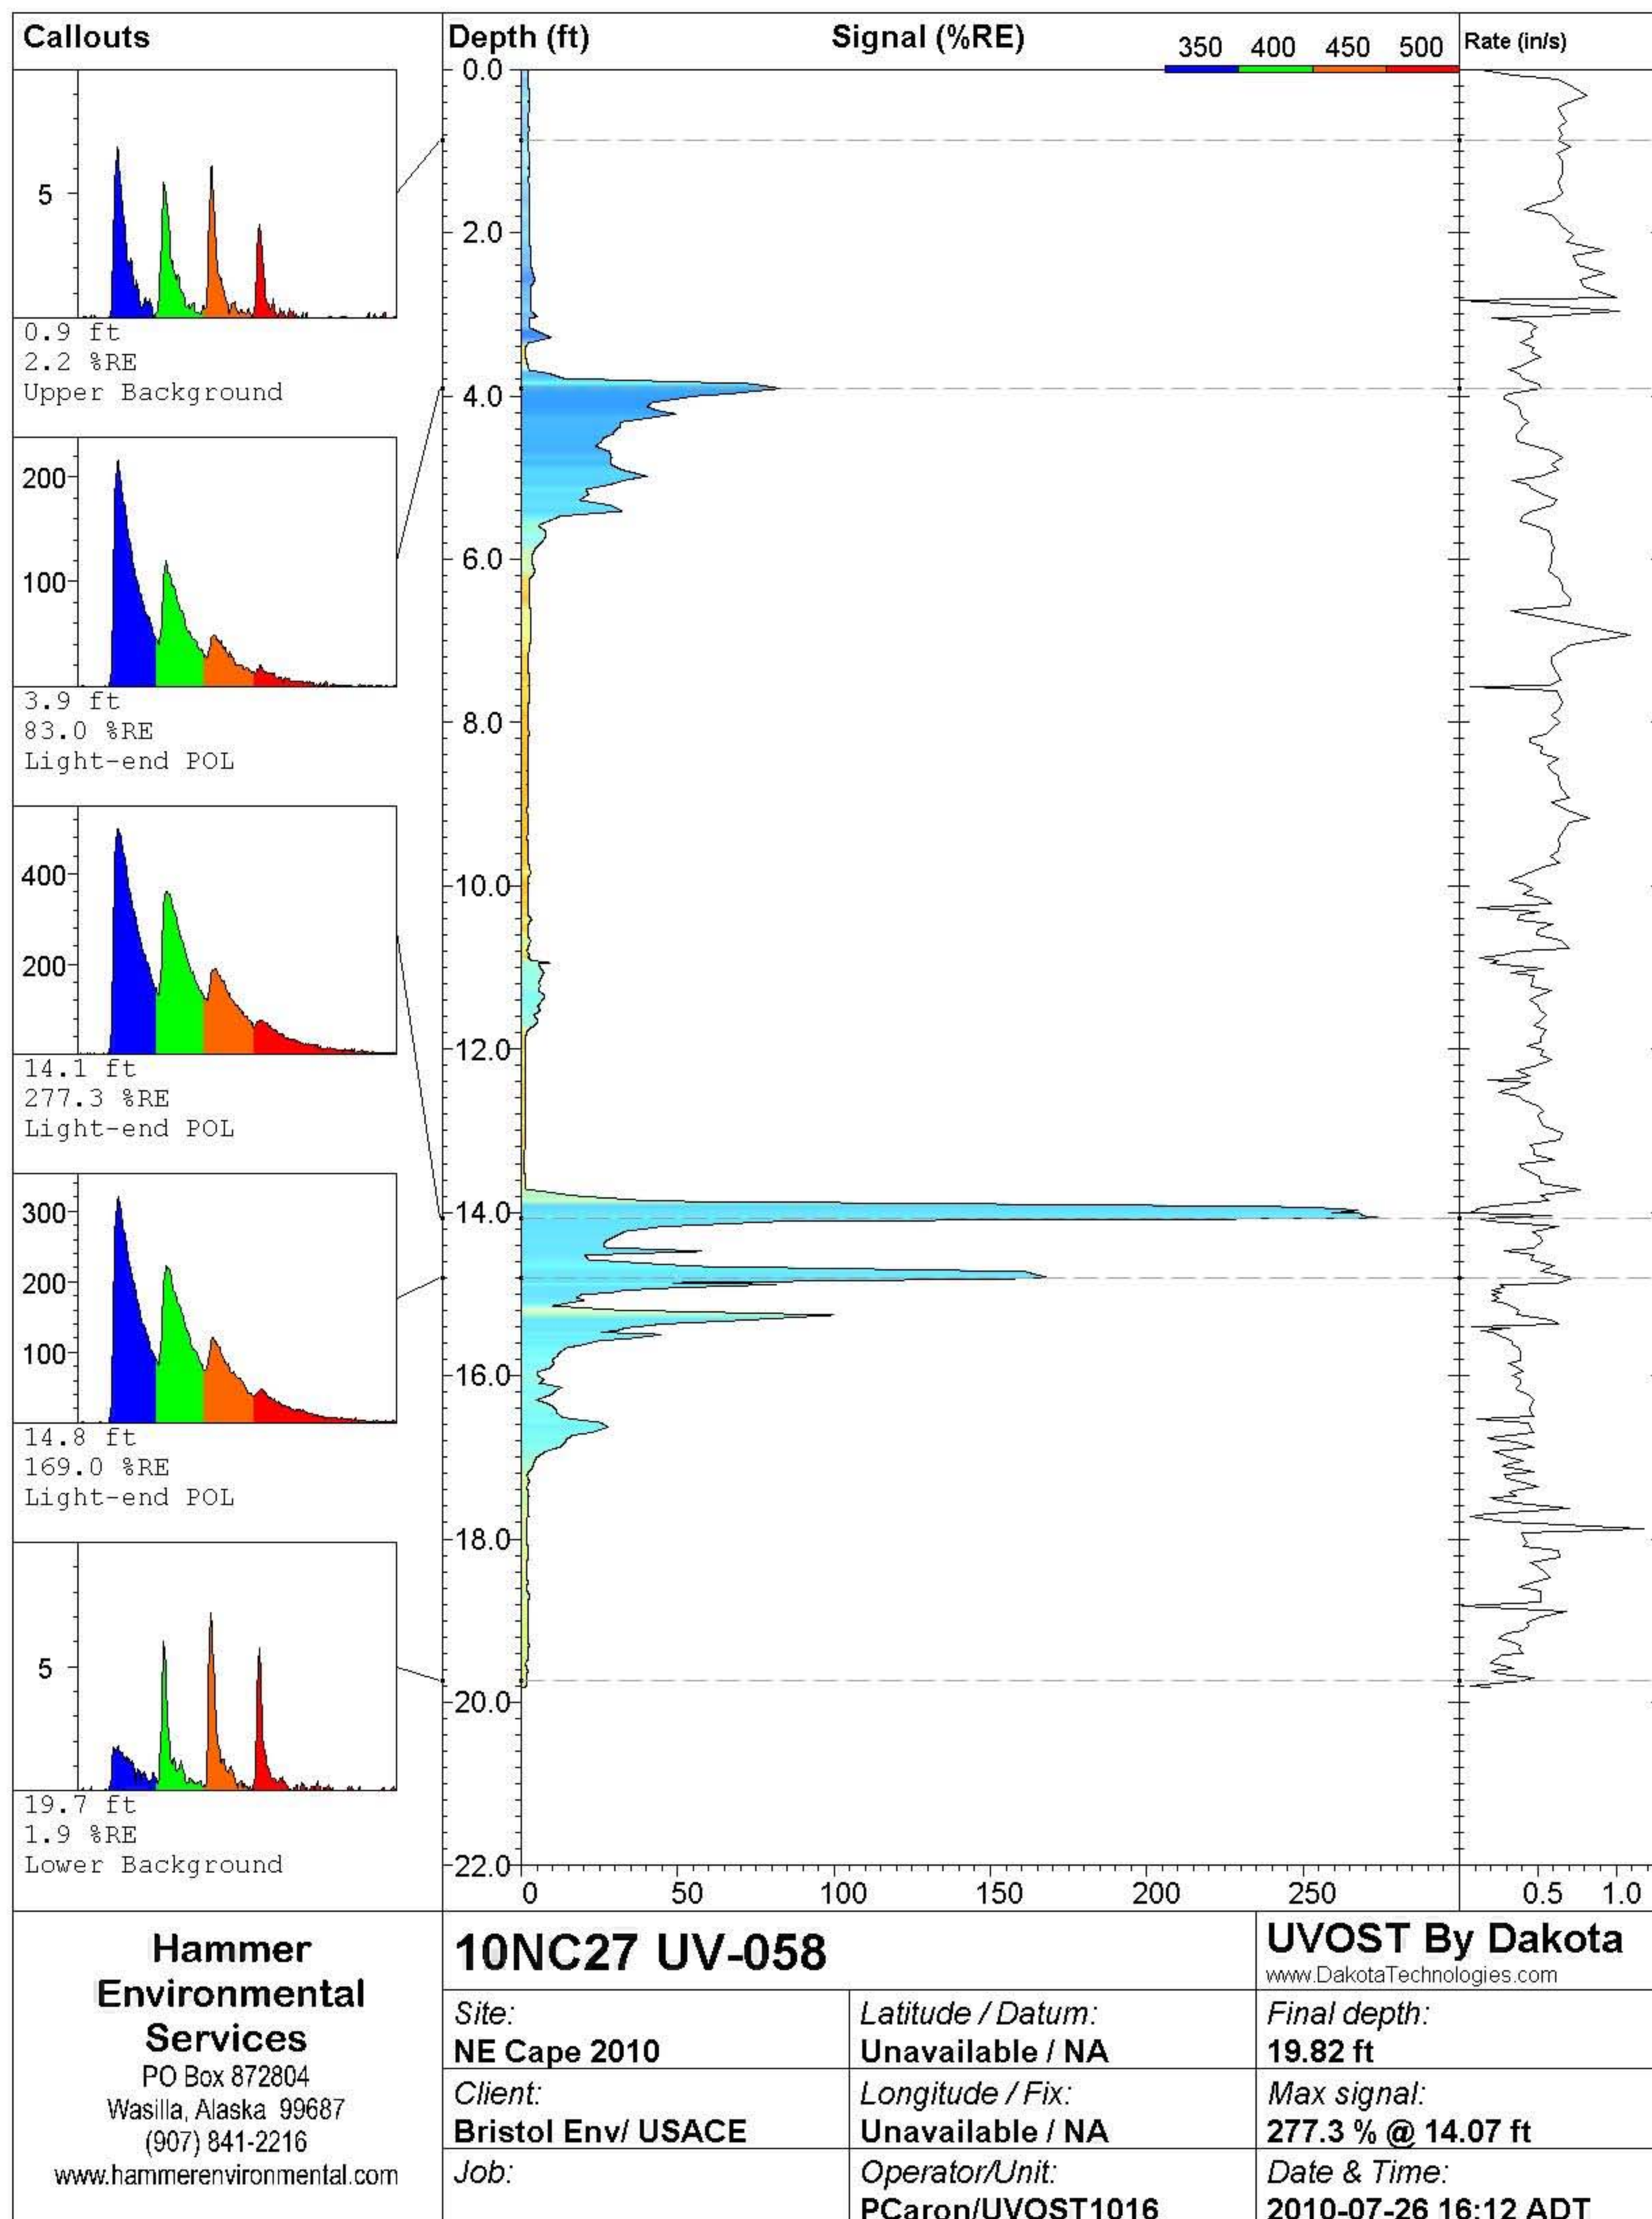 Callouts
Depth (ft)
Signal (%RE)
350 400 450 500
Rate (in/s)
5
0.9 ft
2.2 %RE
Upper Background
200
100
3.9 ft
83.0 %RE
Light-end POL
400
200
14.1 ft
277.3 %RE
Light-end POL
300
200
100
14.8 ft
169.0 %RE
Light-end POL
5
19.7 ft
1.9 %RE
Lower Background
0.0
2.0
4.0
6.0
8.0
10.0
12.0
14.0
16.0
18.0
20.0
22.0
0 50 100 150 200 250
0.5 1.0
Hammer
Environmental
Services
PO Box 872804
Wasilla, Alaska 99687
(907) 841-2216
www.hammerenvironmental.com
10NC27 UV-058
UVOST By Dakota
www.DakotaTechnologies.com
Site:
NE Cape 2010
Latitude / Datum:
Unavailable / NA
Final depth:
19.82 ft
Client:
Bristol Env/ USACE
Longitude / Fix:
Unavailable / NA
Max signal:
277.3 % @ 14.07 ft
Job:
Operator/Unit:
PCaron/UVOST1016
Date & Time:
2010-07-26 16:12 ADT